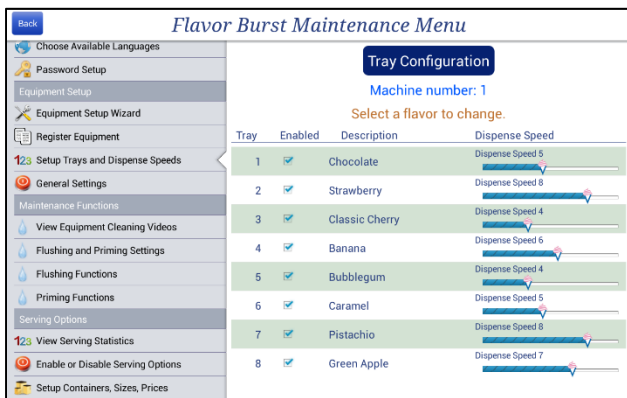 Back
Flavor Burst Maintenance Menu
Choose Available Languages
Password Setup
Equipment Setup
Equipment Setup Wizard
Register Equipment
123 Setup Trays and Dispense Speeds
General Settings
Maintenance Functions
View Equipment Cleaning Videos
Flushing and Priming Settings
Flushing Functions
Priming Functions
Serving Options
123 View Serving Statistics
Enable or Disable Serving Options
Setup Containers, Sizes, Prices
Tray Configuration
Machine number: 1
Select a flavor to change.
Tray Enabled Description Dispense Speed
1 Chocolate Dispense Speed 5
2 Strawberry Dispense Speed 8
3 Classic Cherry Dispense Speed 4
4 Banana Dispense Speed 6
5 Bubblegum Dispense Speed 4
6 Caramel Dispense Speed 5
7 Pistachio Dispense Speed 8
8 Green Apple Dispense Speed 7